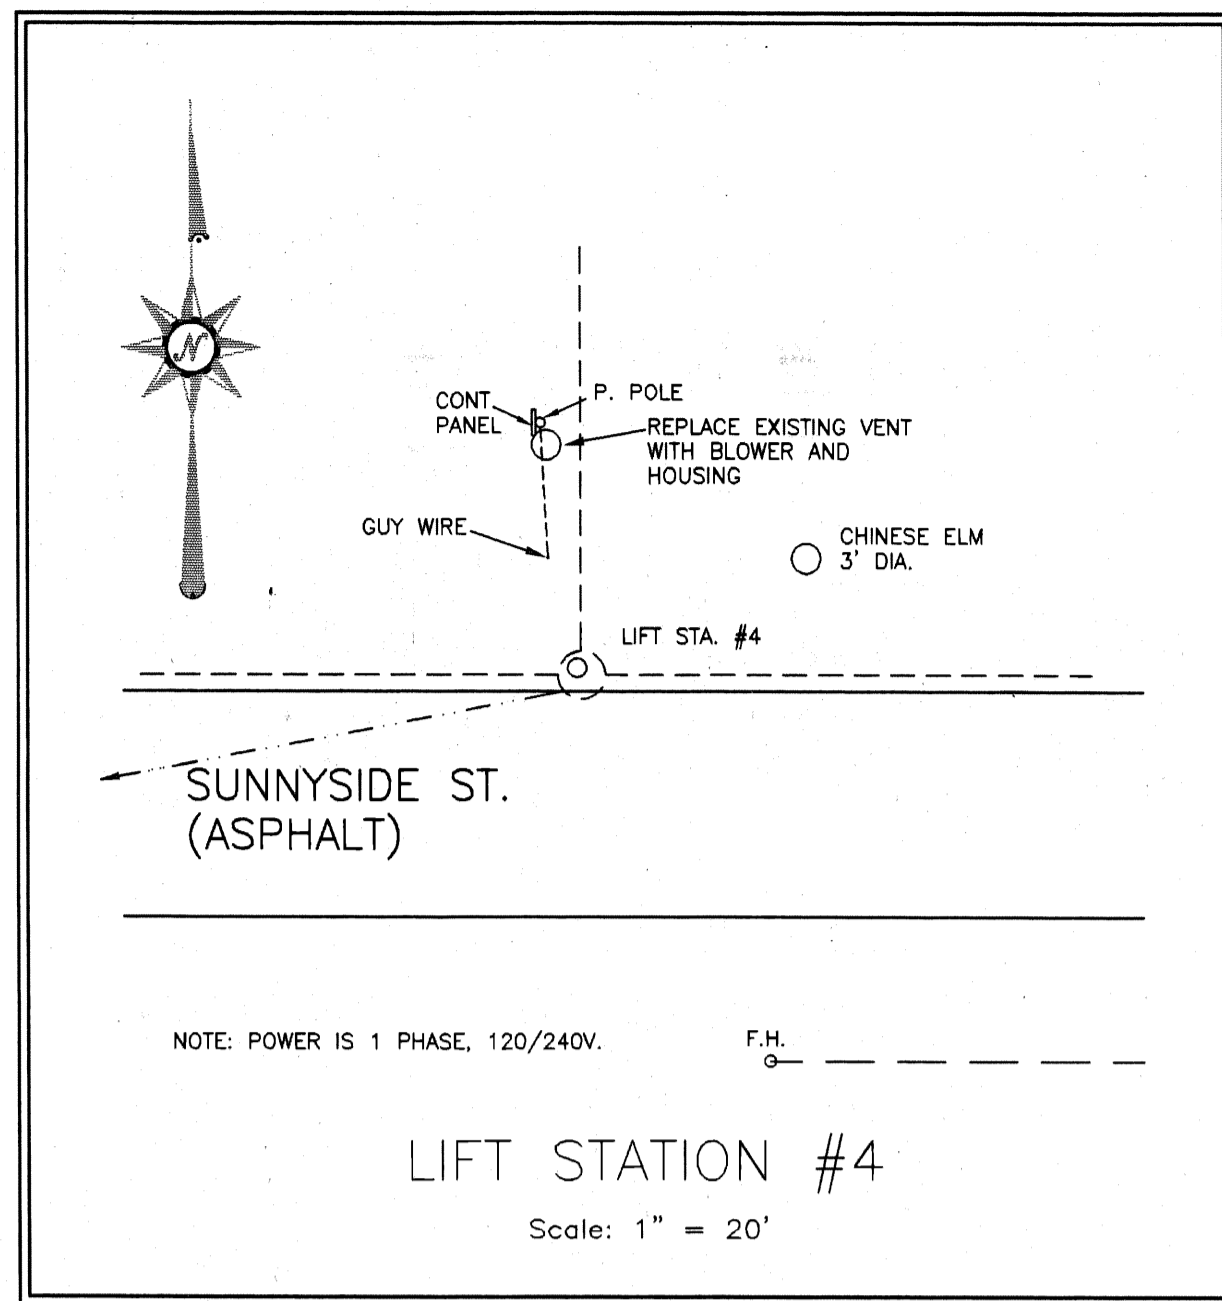 N
CONT
PANEL
P. POLE
REPLACE EXISTING VENT
WITH BLOWER AND
HOUSING
GUY WIRE
CHINESE ELM
3' DIA.
LIFT STA. #4
SUNNYSIDE ST.
(ASPHALT)
NOTE: POWER IS 1 PHASE, 120/240V.
F.H.
LIFT STATION #4
Scale: 1" = 20'